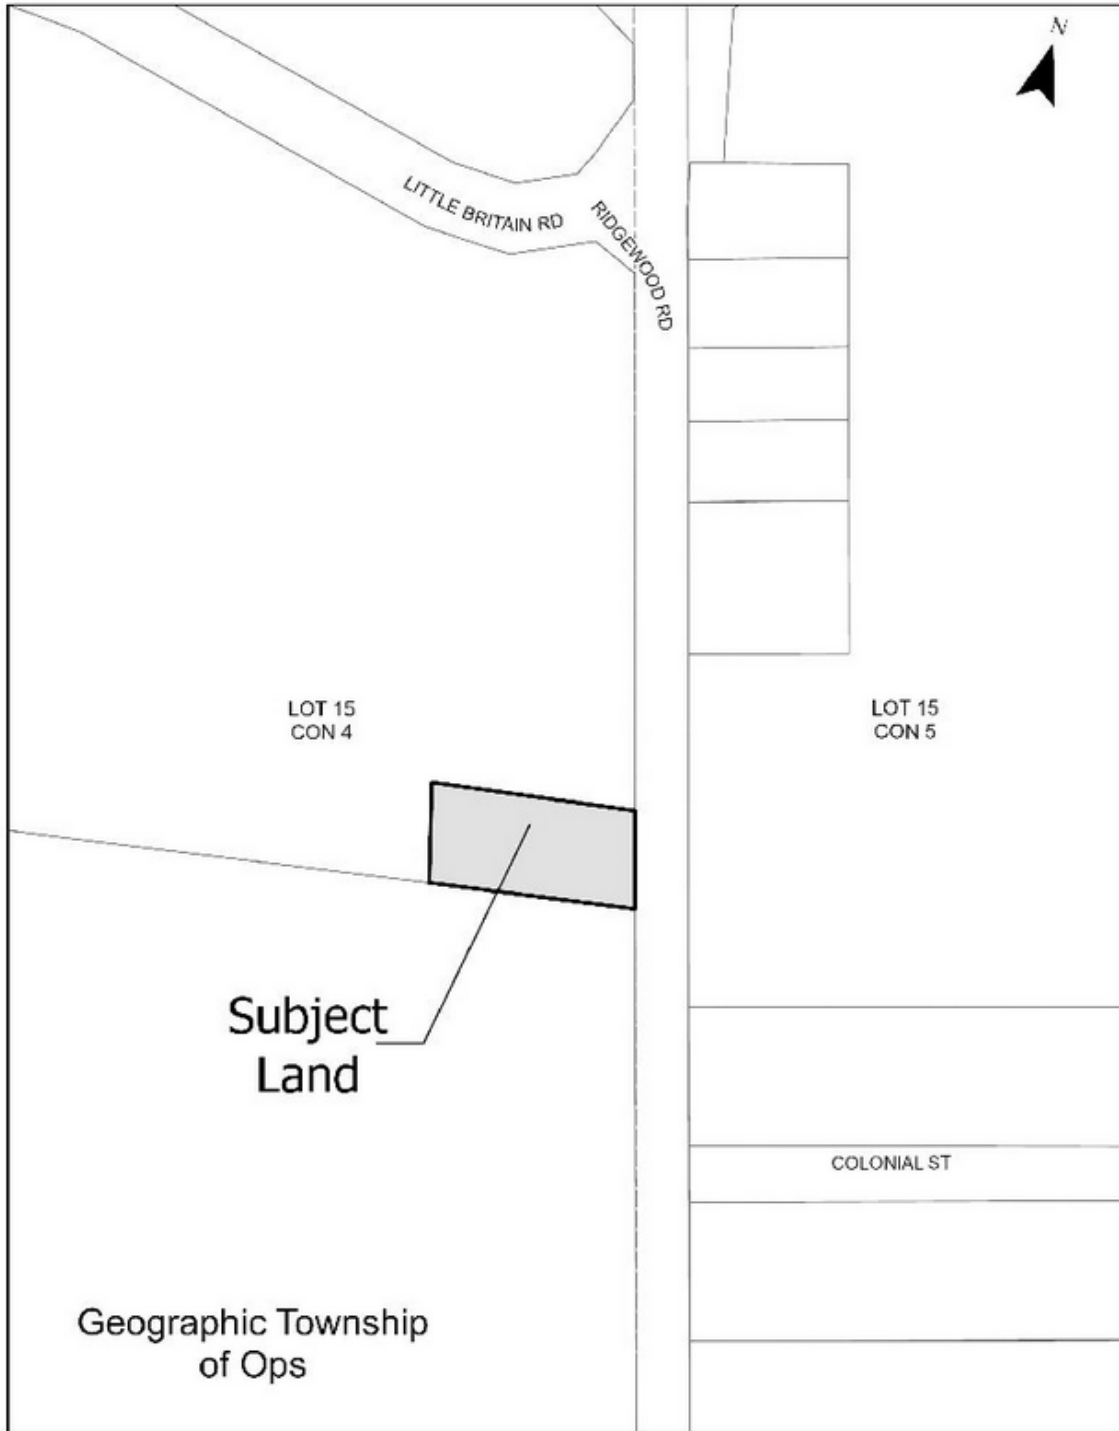 N
LITTLE BRITAIN RD
RIDGEWOOD RD
LOT 15
CON 4
LOT 15
CON 5
Subject
Land
COLONIAL ST
Geographic Township
of Ops